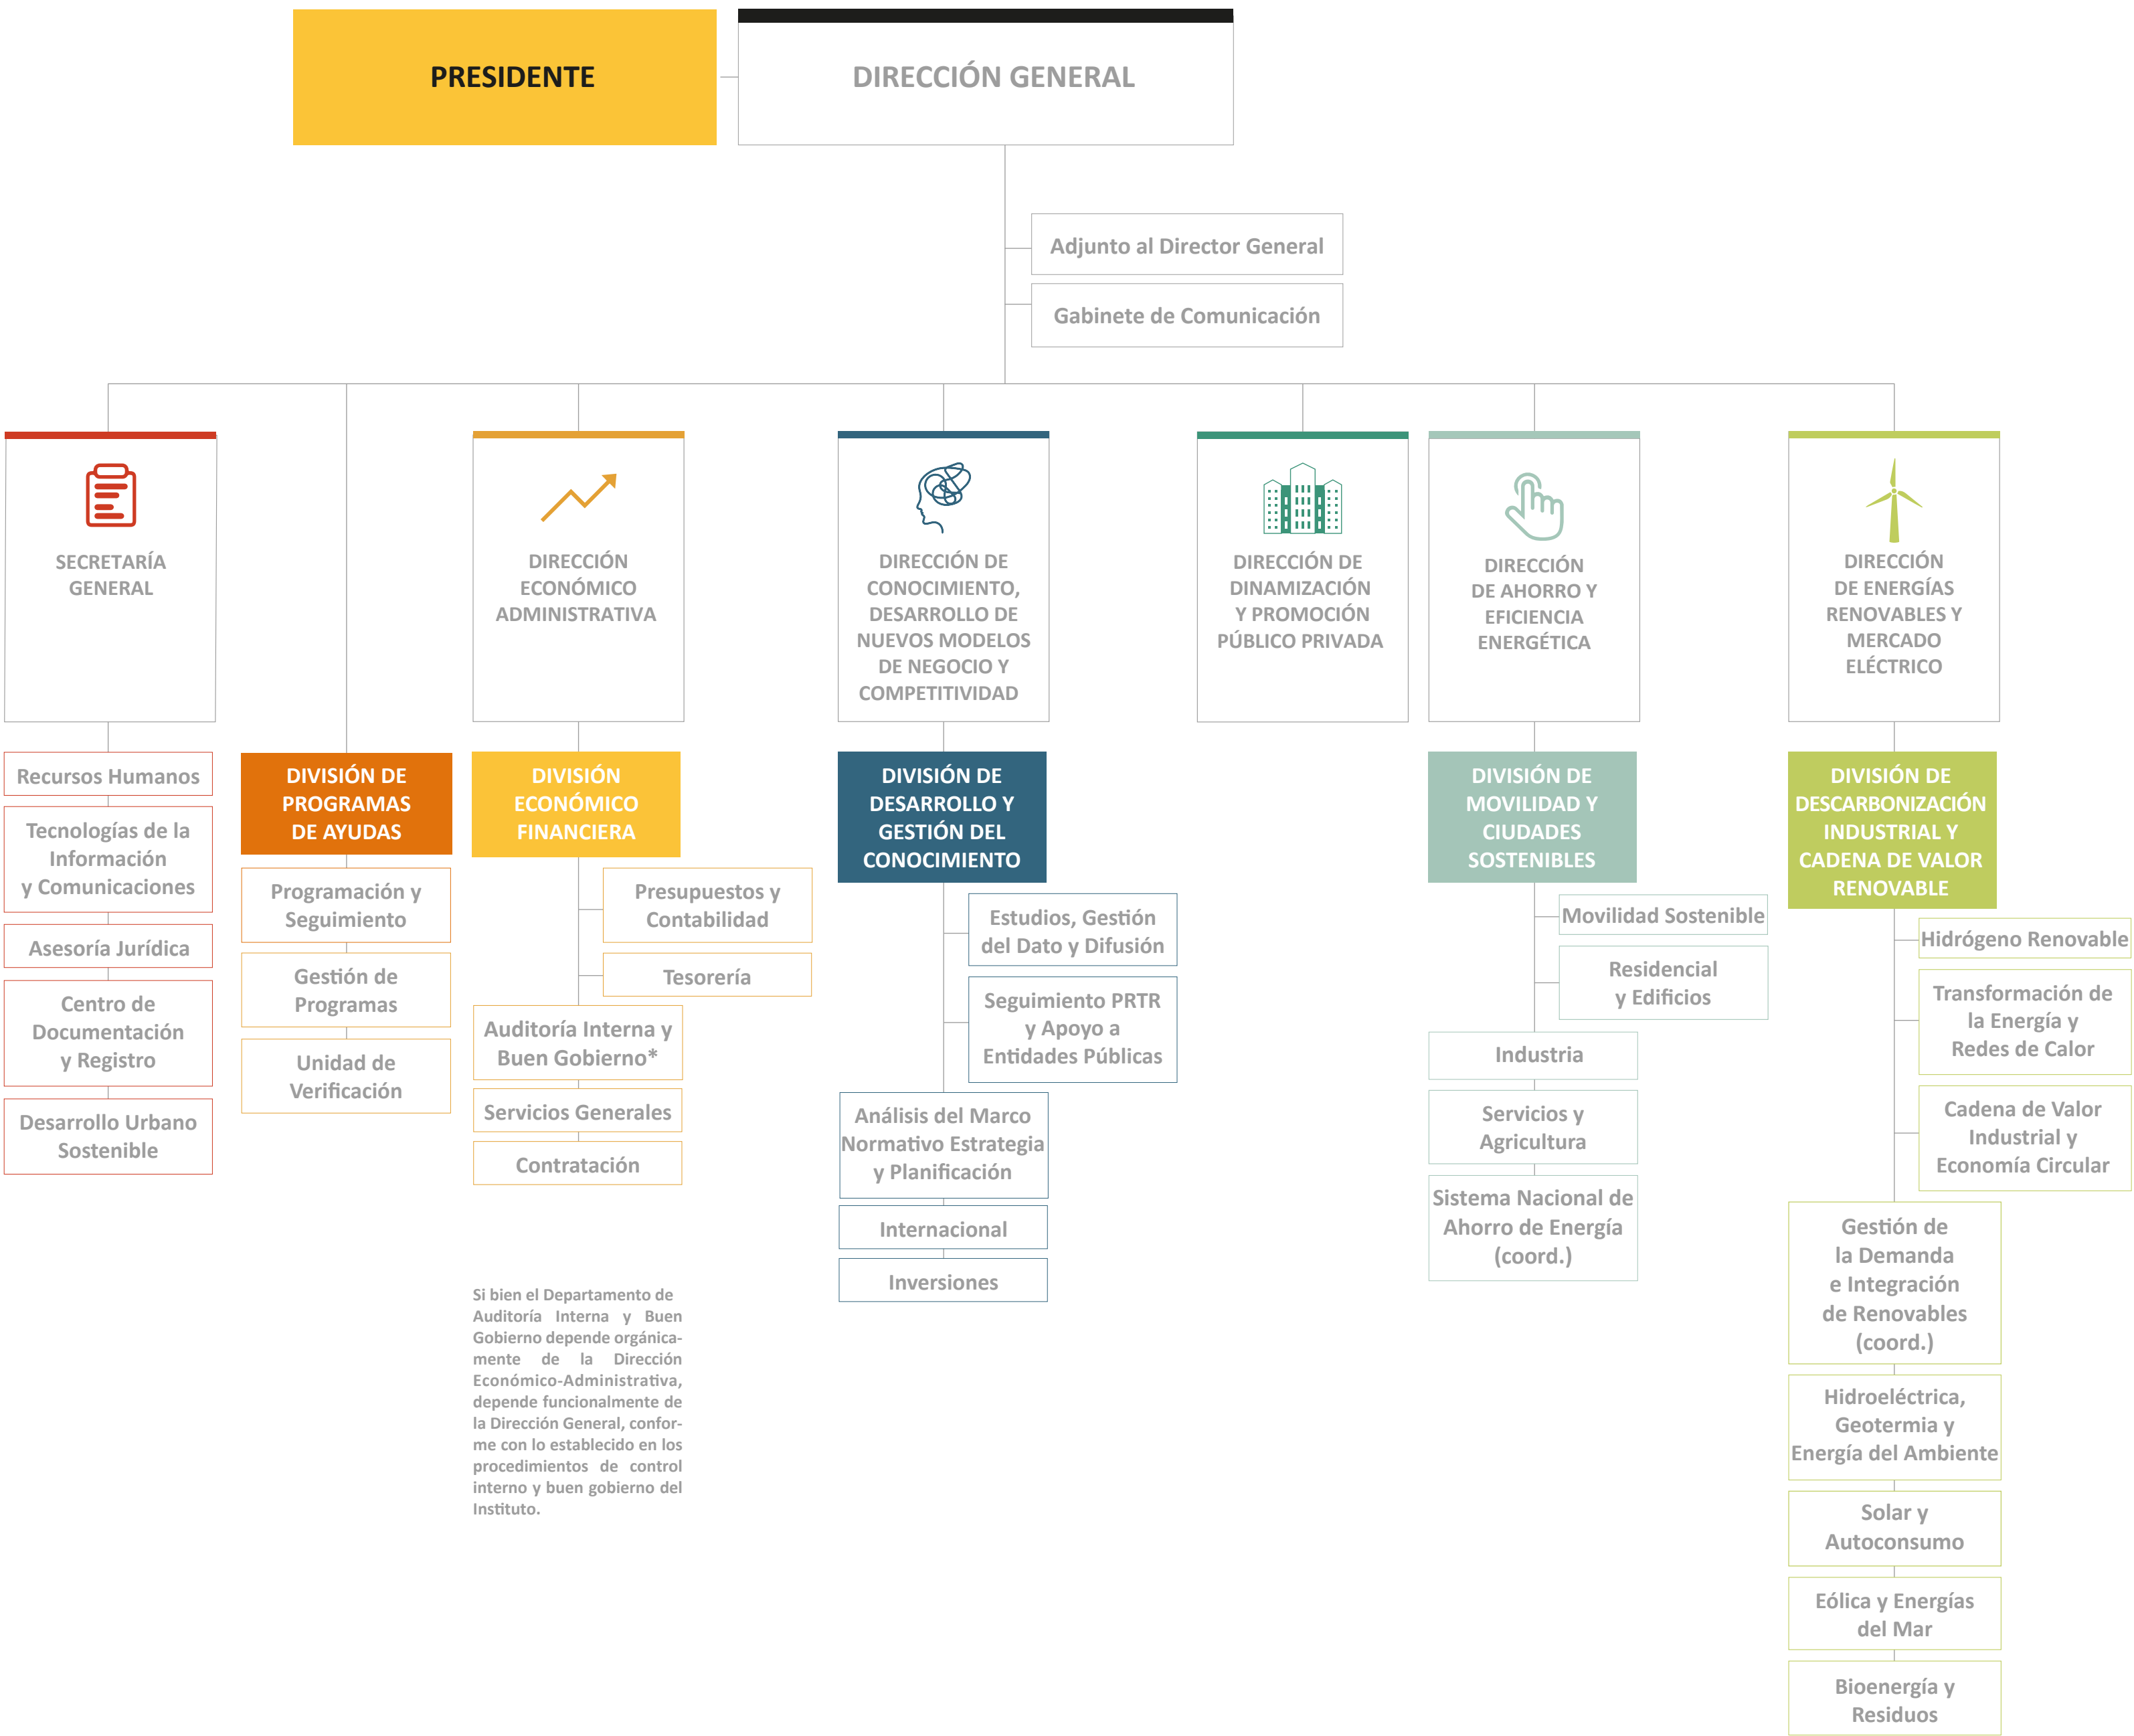 PRESIDENTE
DIRECCIÓN GENERAL
Adjunto al Director General
Gabinete de Comunicación
SECRETARÍA
GENERAL
DIRECCIÓN
ECONÓMICO
ADMINISTRATIVA
DIRECCIÓN DE
CONOCIMIENTO,
DESARROLLO DE
NUEVOS MODELOS
DE NEGOCIO Y
COMPETITIVIDAD
DIRECCIÓN DE
DINAMIZACIÓN
Y PROMOCIÓN
PÚBLICO PRIVADA
DIRECCIÓN
DE AHORRO Y
EFICIENCIA
ENERGÉTICA
DIRECCIÓN
DE ENERGÍAS
RENOVABLES Y
MERCADO
ELÉCTRICO
Recursos Humanos
Tecnologías de la
Información
y Comunicaciones
Asesoría Jurídica
Centro de
Documentación
y Registro
Desarrollo Urbano
Sostenible
DIVISIÓN DE
PROGRAMAS
DE AYUDAS
Programación y
Seguimiento
Gestión de
Programas
Unidad de
Verificación
DIVISIÓN
ECONÓMICO
FINANCIERA
Presupuestos y
Contabilidad
Tesorería
Auditoría Interna y
Buen Gobierno*
Servicios Generales
Contratación
Si bien el Departamento de
Auditoría Interna y Buen
Gobierno depende orgánica-
mente de la Dirección
Económico-Administrativa,
depende funcionalmente de
la Dirección General, confor-
me con lo establecido en los
procedimientos de control
interno y buen gobierno del
Instituto.
DIVISIÓN DE
DESARROLLO Y
GESTIÓN DEL
CONOCIMIENTO
Estudios, Gestión
del Dato y Difusión
Seguimiento PRTR
y Apoyo a
Entidades Públicas
Análisis del Marco
Normativo Estrategia
y Planificación
Internacional
Inversiones
DIVISIÓN DE
MOVILIDAD Y
CIUDADES
SOSTENIBLES
Movilidad Sostenible
Residencial
y Edificios
Industria
Servicios y
Agricultura
Sistema Nacional de
Ahorro de Energía
(coord.)
DIVISIÓN DE
DESCARBONIZACIÓN
INDUSTRIAL Y
CADENA DE VALOR
RENOVABLE
Hidrógeno Renovable
Transformación de
la Energía y
Redes de Calor
Cadena de Valor
Industrial y
Economía Circular
Gestión de
la Demanda
e Integración
de Renovables
(coord.)
Hidroeléctrica,
Geotermia y
Energía del Ambiente
Solar y
Autoconsumo
Eólica y Energías
del Mar
Bioenergía y
Residuos